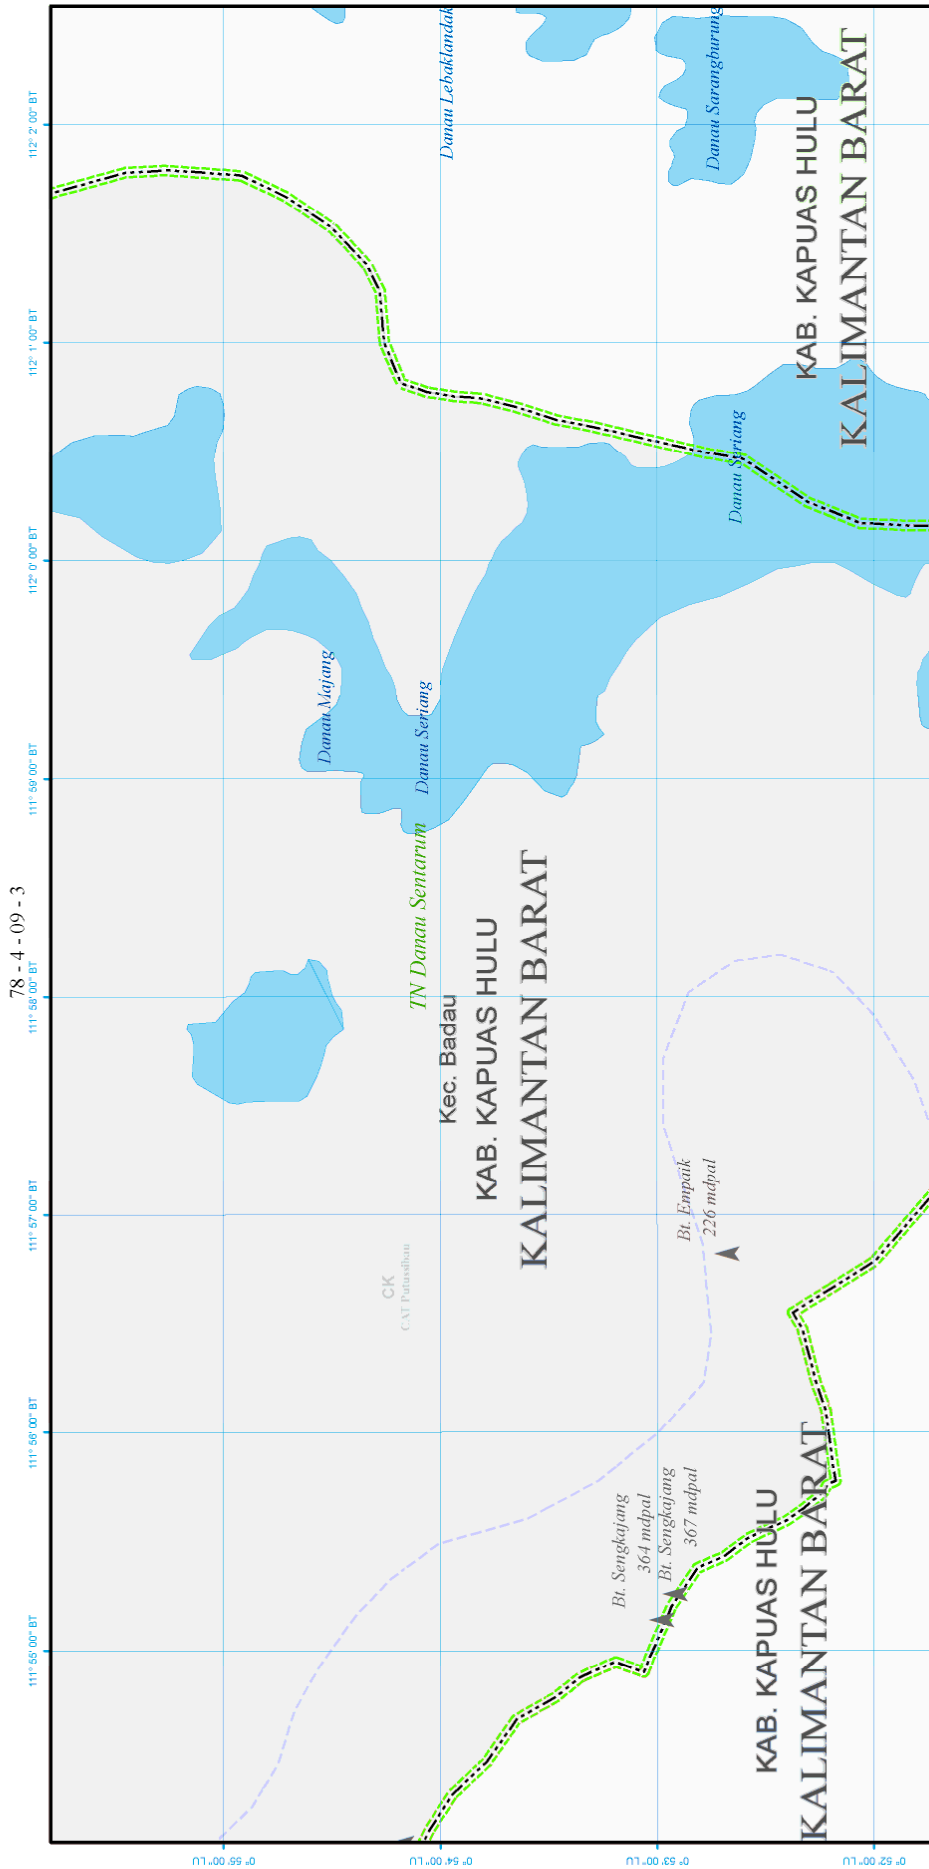 78 - 4 - 09 - 3
111° 55' 00" BT
111° 56' 00" BT
111° 57' 00" BT
111° 58' 00" BT
111° 59' 00" BT
112° 0' 00" BT
112° 1' 00" BT
112° 2' 00" BT
0° 55' 00" LU
0° 54' 00" LU
0° 53' 00" LU
0° 52' 00" LU
Danau Majang
Danau Seriang
Danau Lebaklandak
Danau Sarangburung
Danau Seriang
TN Danau Sentarum
Kec. Badau
KAB. KAPUAS HULU
KALIMANTAN BARAT
KAB. KAPUAS HULU
KALIMANTAN BARAT
CK
CAT Putussibau
Bt. Sengkajang
364 mdpal
Bt. Sengkajang
367 mdpal
Bt. Empaik
226 mdpal
KAB. KAPUAS HULU
KALIMANTAN BARAT